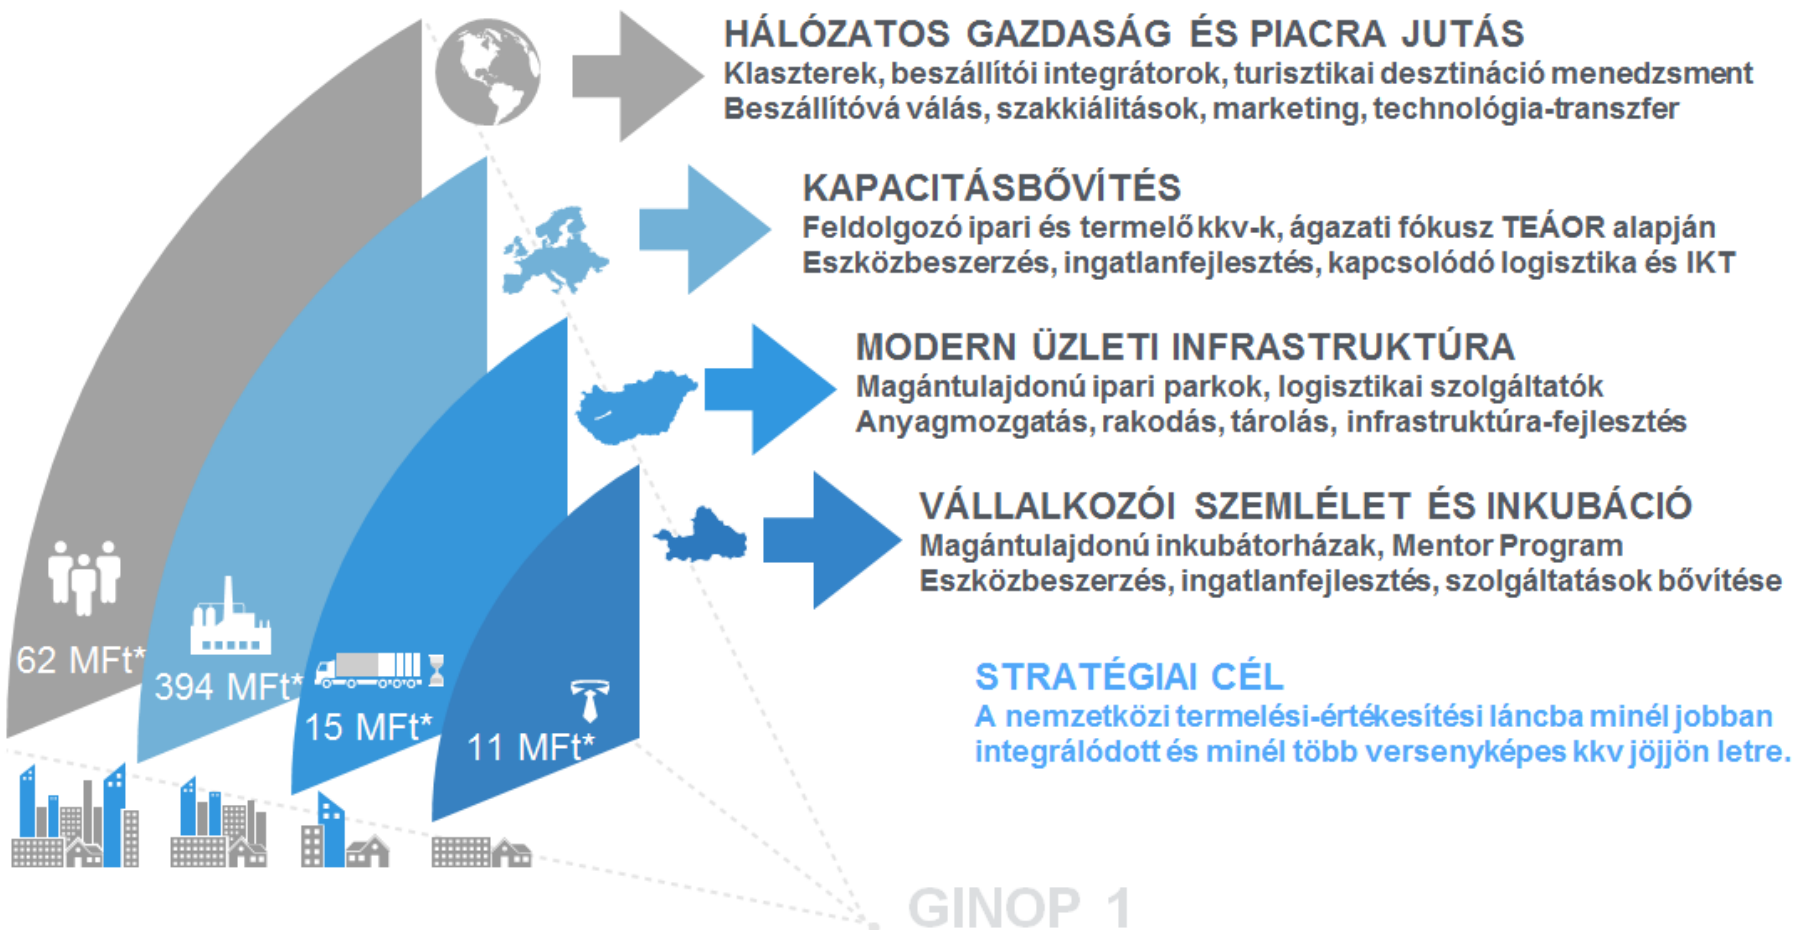 HÁLÓZATOS GAZDASÁG ÉS PIACRA JUTÁS
Klaszterek, beszállítói integrátorok, turisztikai desztináció menedzsment
Beszállítóvá válás, szakkiálitások, marketing, technológia-transzfer
KAPACITÁSBŐVÍTÉS
Feldolgozó ipari és termelő kkv-k, ágazati fókusz TEÁOR alapján
Eszközbeszerzés, ingatlanfejlesztés, kapcsolódó logisztika és IKT
MODERN ÜZLETI INFRASTRUKTÚRA
Magántulajdonú ipari parkok, logisztikai szolgáltatók
Anyagmozgatás, rakodás, tárolás, infrastruktúra-fejlesztés
VÁLLALKOZÓI SZEMLÉLET ÉS INKUBÁCIÓ
Magántulajdonú inkubátorházak, Mentor Program
Eszközbeszerzés, ingatlanfejlesztés, szolgáltatások bővítése
62 MFt*
394 MFt*
15 MFt*
11 MFt*
STRATÉGIAI CÉL
A nemzetközi termelési-értékesítési láncba minél jobban
integrálódott és minél több versenyképes kkv jöjjön letre.
GINOP 1